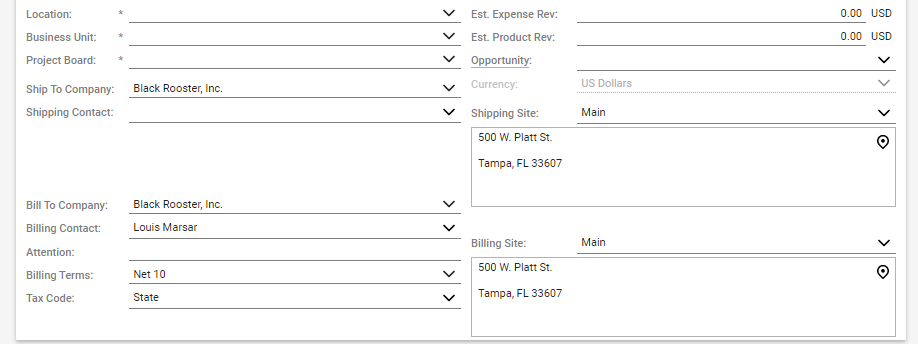 Location: * Est. Expense Rev: 0.00 USD
Business Unit: * Est. Product Rev: 0.00 USD
Project Board: * Opportunity:
Ship To Company: Black Rooster, Inc. Currency: US Dollars
Shipping Contact: Shipping Site: Main
500 W. Platt St.
Tampa, FL 33607
Bill To Company: Black Rooster, Inc.
Billing Contact: Louis Marsar
Billing Site: Main
Attention:
500 W. Platt St.
Billing Terms: Net 10
Tampa, FL 33607
Tax Code: State